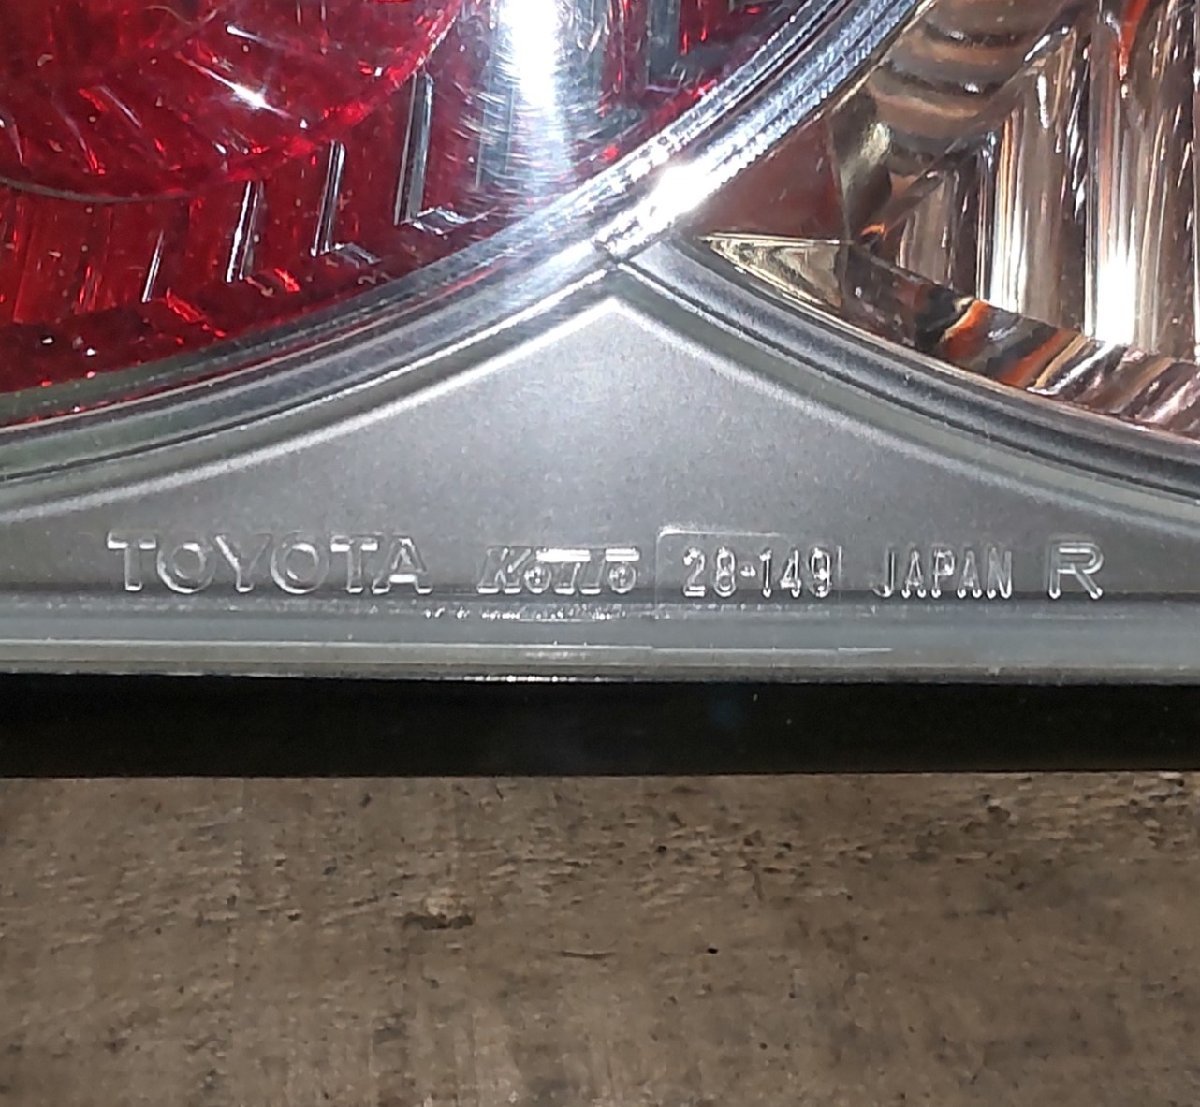 TOYOTA KOITO 28-149 JAPAN R